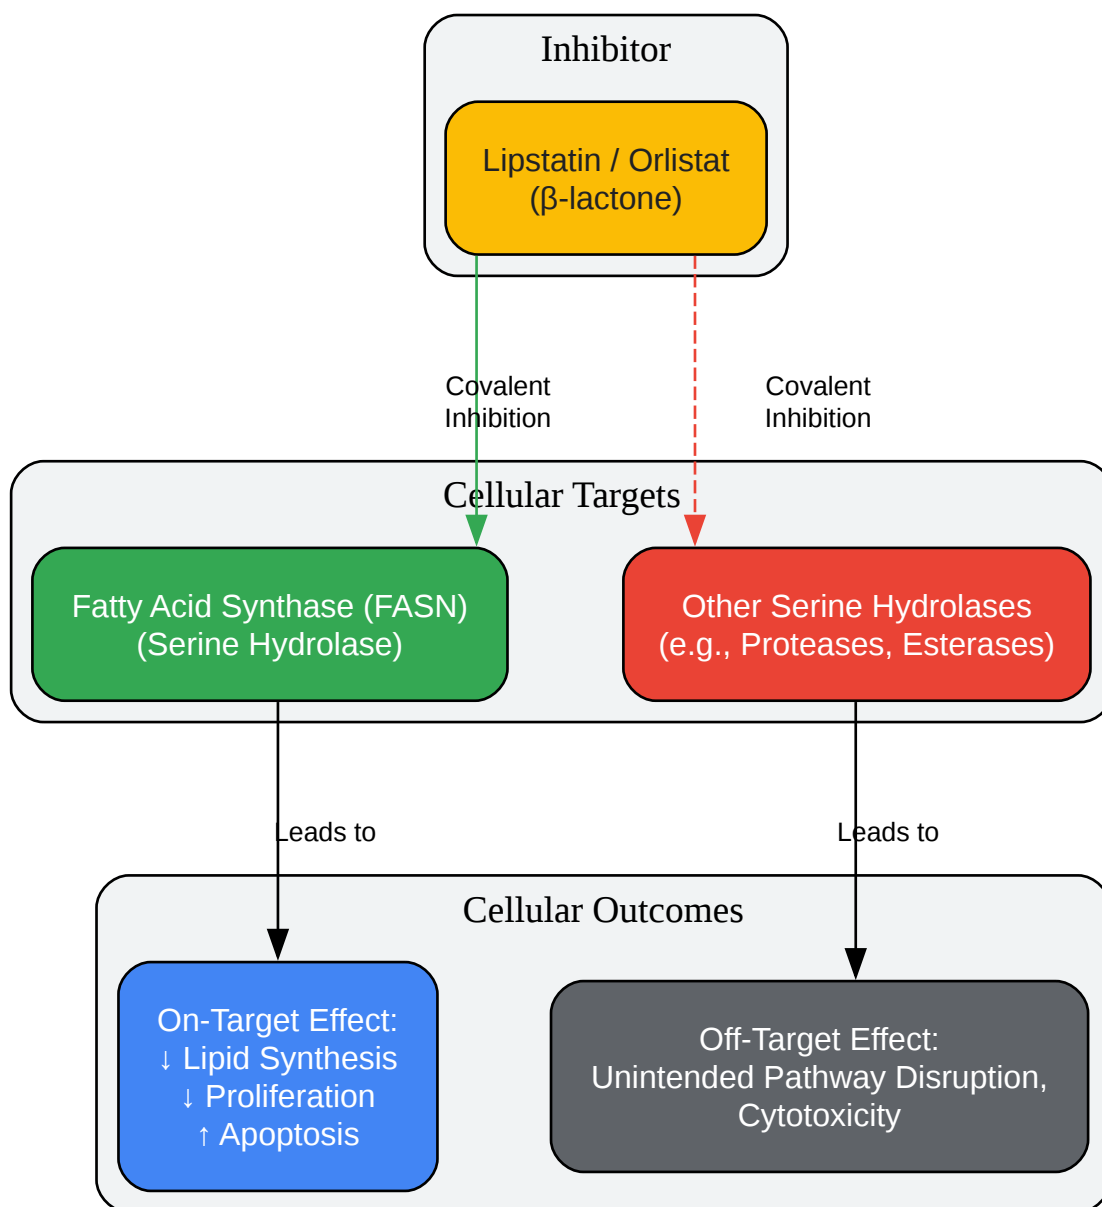 Inhibitor
Lipstatin / Orlistat
(β-lactone)
Covalent
Inhibition
Covalent
Inhibition
Cellular Targets
Fatty Acid Synthase (FASN)
(Serine Hydrolase)
Other Serine Hydrolases
(e.g., Proteases, Esterases)
Leads to
Leads to
Cellular Outcomes
On-Target Effect:
↓ Lipid Synthesis
↓ Proliferation
↑ Apoptosis
Off-Target Effect:
Unintended Pathway Disruption,
Cytotoxicity